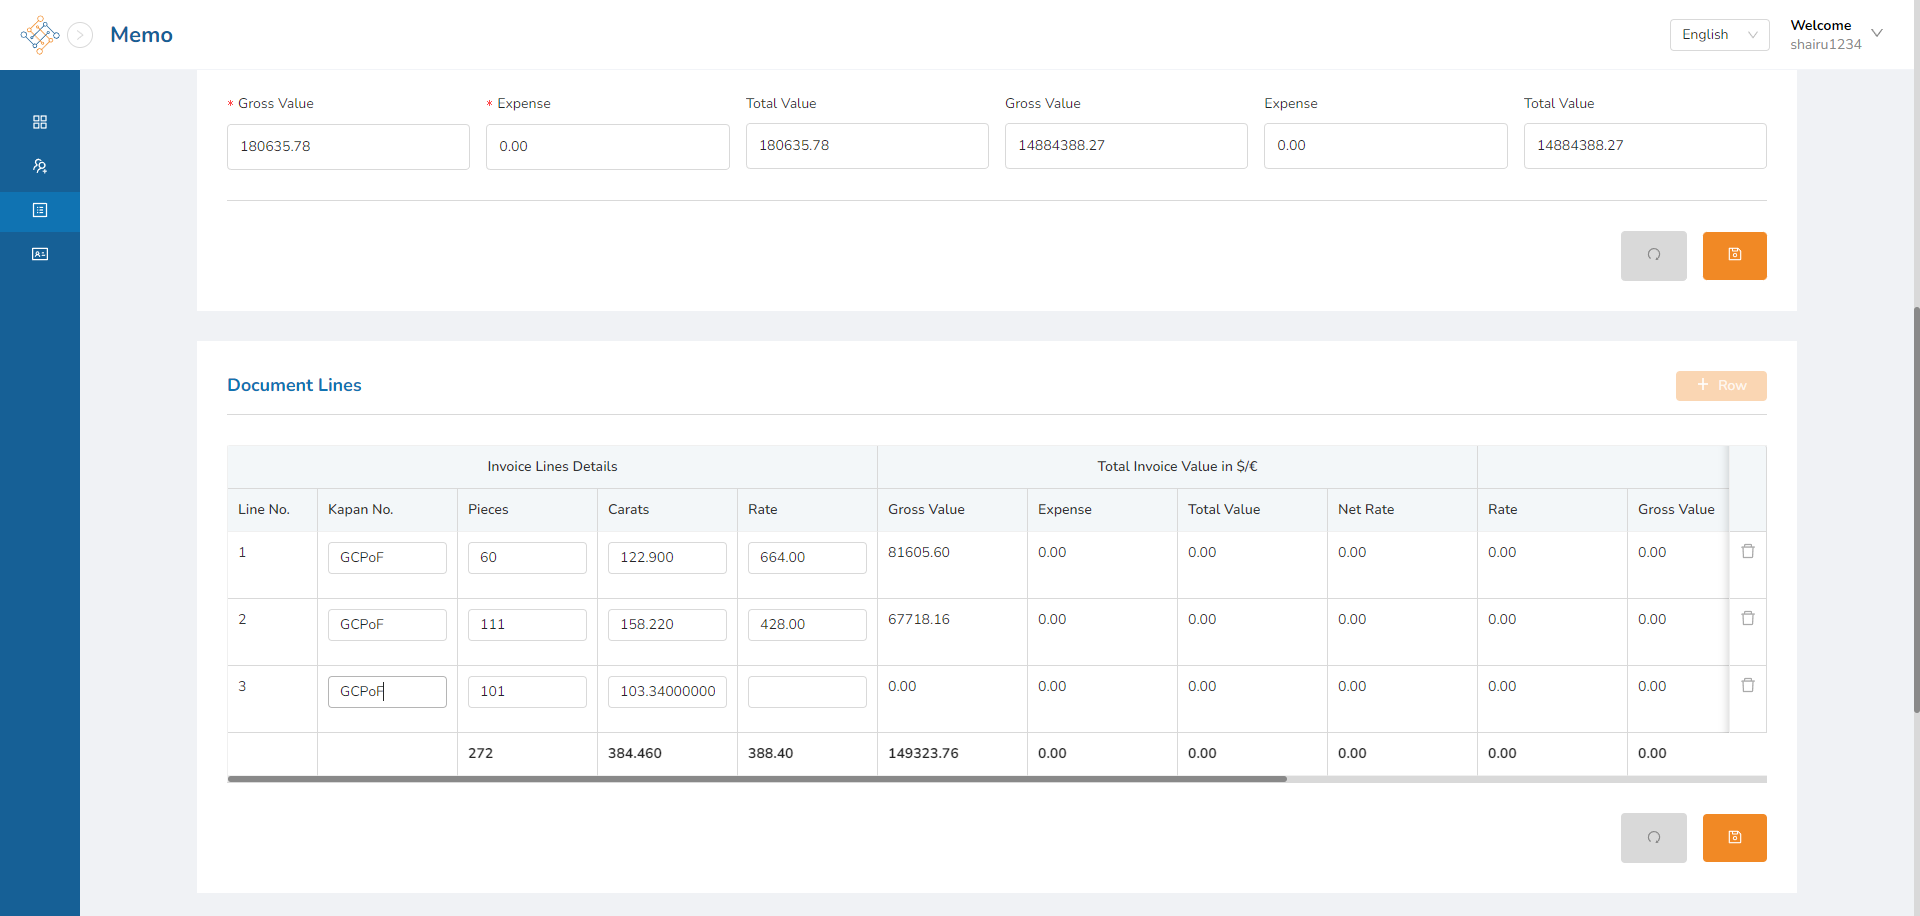 Memo
English
Welcome
shairu1234
* Gross Value
* Expense
Total Value
Gross Value
Expense
Total Value
180635.78
0.00
180635.78
14884388.27
0.00
14884388.27
Document Lines
+ Row
Invoice Lines Details
Total Invoice Value in $/€
Line No.
Kapan No.
Pieces
Carats
Rate
Gross Value
Expense
Total Value
Net Rate
Rate
Gross Value
1
GCPoF
60
122.900
664.00
81605.60
0.00
0.00
0.00
0.00
0.00
2
GCPoF
111
158.220
428.00
67718.16
0.00
0.00
0.00
0.00
0.00
3
GCPoF
101
103.34000000
0.00
0.00
0.00
0.00
0.00
0.00
272
384.460
388.40
149323.76
0.00
0.00
0.00
0.00
0.00